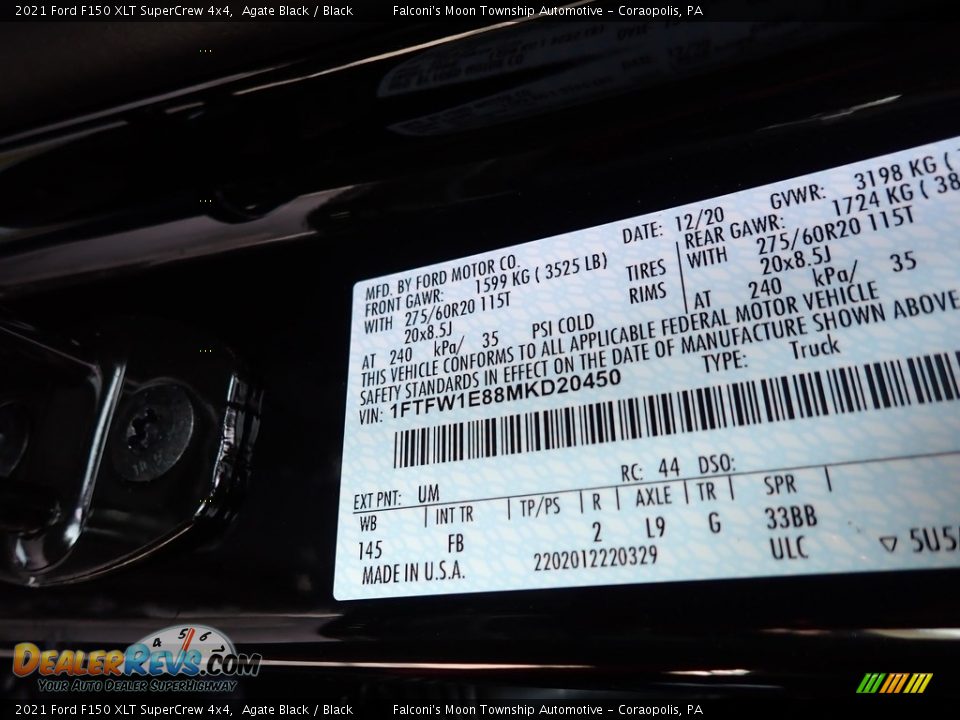 2021 Ford F150 XLT SuperCrew 4x4, Agate Black / Black Falconi's Moon Township Automotive - Coraopolis, PA
MFD. BY FORD MOTOR CO. DATE: 12/20 GVWR: 3198 KG (
FRONT GAWR: 1599 KG ( 3525 LB) REAR GAWR: 1724 KG ( 38
WITH 275/60R20 115T TIRES WITH 275/60R20 115T
20x8.5J RIMS 20x8.5J
AT 240 kPa/ 35 PSI COLD AT 240 kPa/ 35
THIS VEHICLE CONFORMS TO ALL APPLICABLE FEDERAL MOTOR VEHICLE
SAFETY STANDARDS IN EFFECT ON THE DATE OF MANUFACTURE SHOWN ABOVE
VIN: 1FTFW1E88MKD20450 TYPE: Truck
EXT PNT: UM RC: 44 DSO:
WB INT TR TP/PS R AXLE TR SPR
145 FB 2 L9 G 33BB
MADE IN U.S.A. 2202012220329 ULC 5U5
4 5 6
DEALERREVS.COM
YOUR AUTO DEALER SUPERHIGHWAY
2021 Ford F150 XLT SuperCrew 4x4, Agate Black / Black Falconi's Moon Township Automotive - Coraopolis, PA